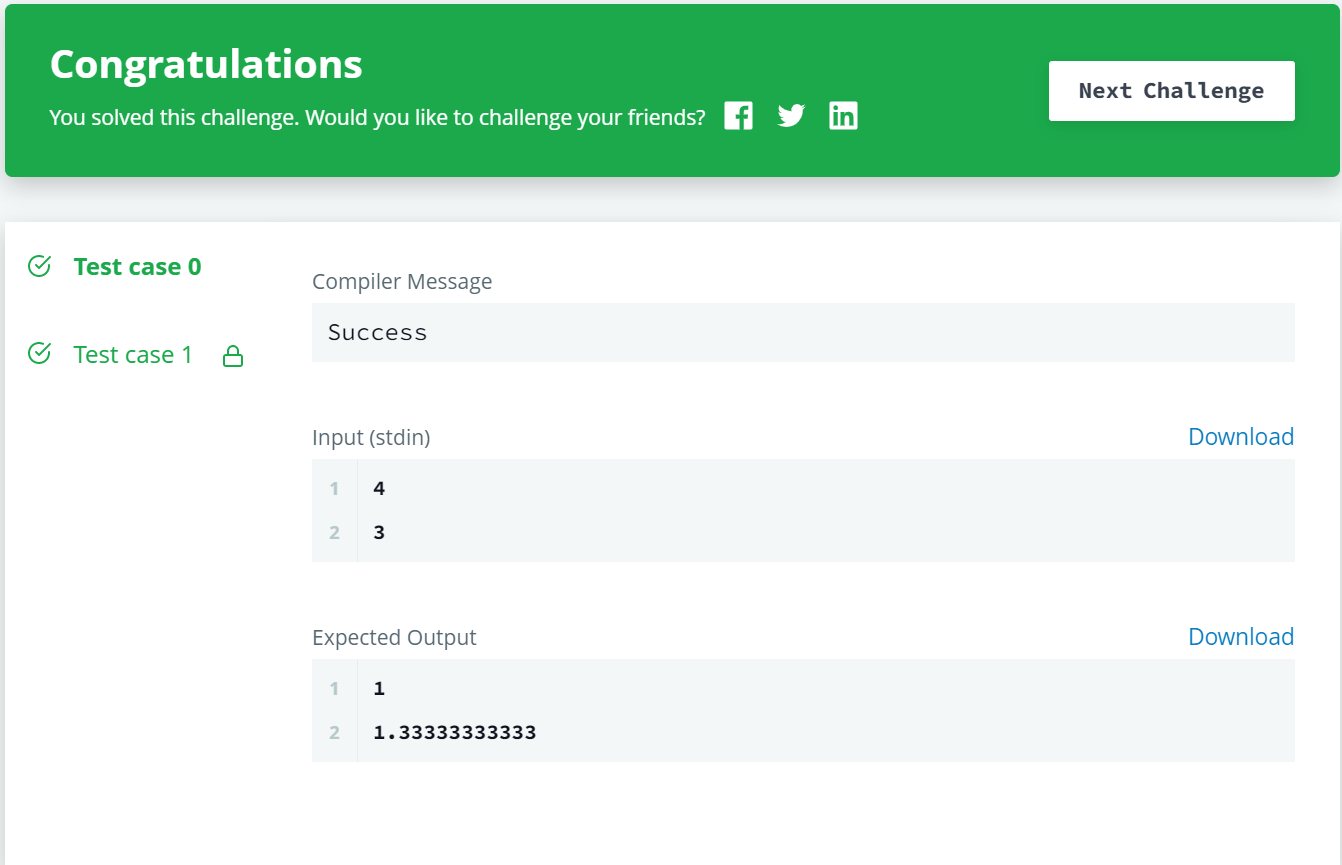 Congratulations
You solved this challenge. Would you like to challenge your friends?
Next Challenge
Test case 0
Test case 1
Compiler Message
Success
Input (stdin)
Download
1 4
2 3
Expected Output
Download
1 1
2 1.33333333333